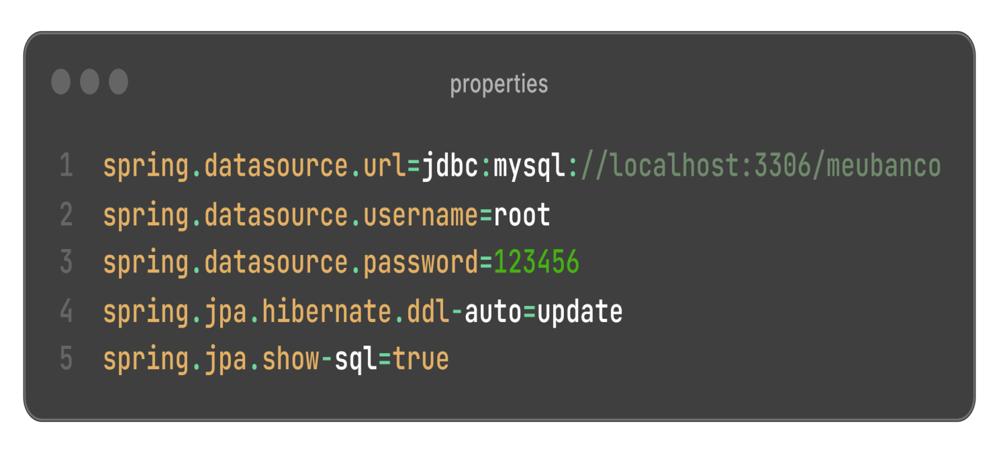 properties
1 spring.datasource.url=jdbc:mysql://localhost:3306/meubanco
2 spring.datasource.username=root
3 spring.datasource.password=123456
4 spring.jpa.hibernate.ddl-auto=update
5 spring.jpa.show-sql=true